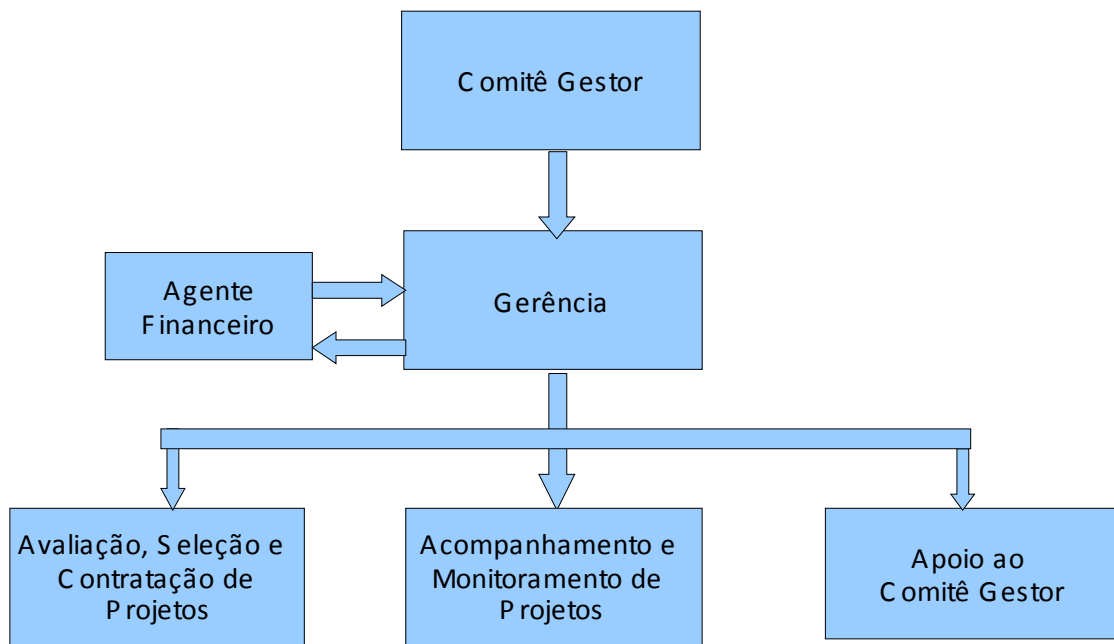 Comitê Gestor
Agente
Financeiro
Gerência
Avaliação, Seleção e
Contratação de
Projetos
Acompanhamento e
Monitoramento de
Projetos
Apoio ao
Comitê Gestor